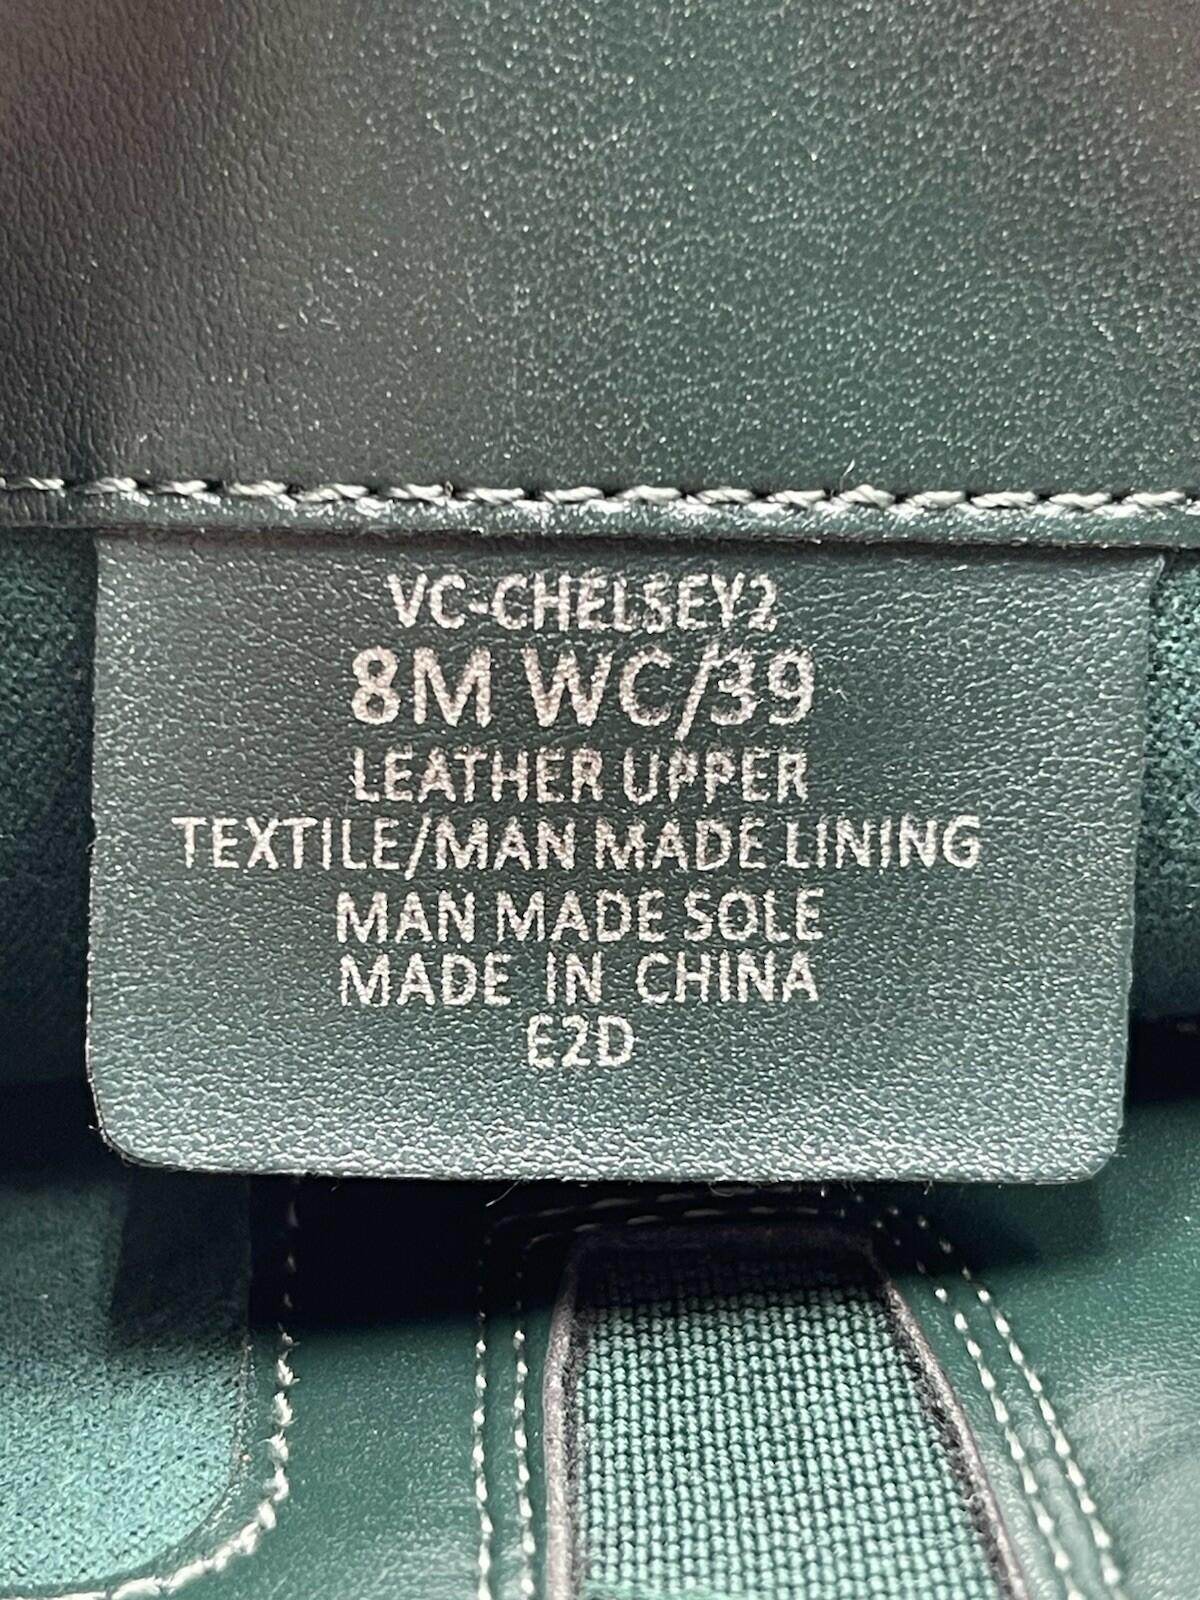 VC-CHELSEY2
8M WC/39
LEATHER UPPER
TEXTILE/MAN MADE LINING
MAN MADE SOLE
MADE IN CHINA
E2D